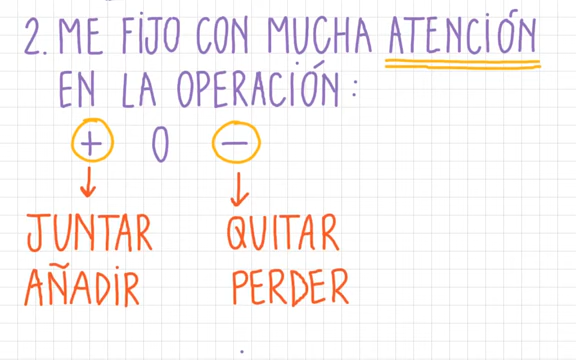 2. ME FIJO CON MUCHA ATENCIÓN
EN LA OPERACIÓN:
+ O −
JUNTAR QUITAR
AÑADIR PERDER